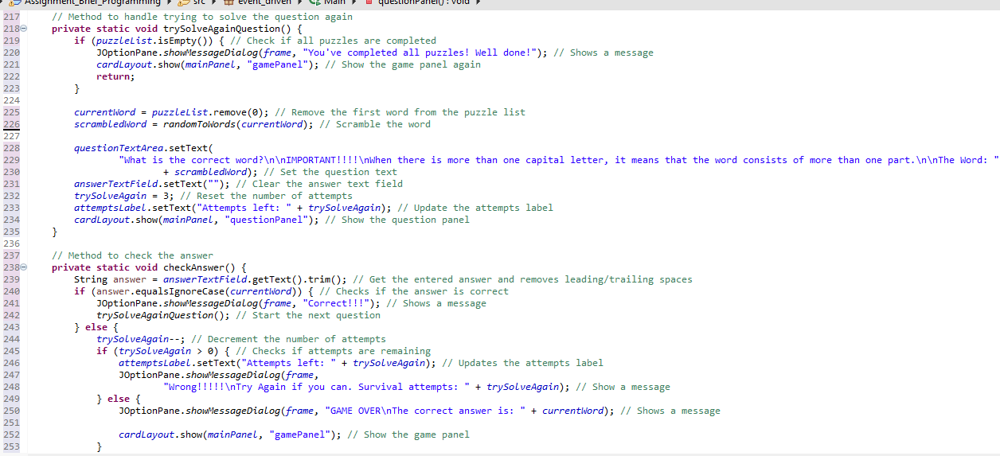 Assignment_Brief_Programming src event_driven Main questionPanel() : void
217 // Method to handle trying to solve the question again
218 private static void trySolveAgainQuestion() {
219 if (puzzleList.isEmpty()) { // Check if all puzzles are completed
220 JOptionPane.showMessageDialog(frame, "You've completed all puzzles! Well done!"); // Shows a message
221 cardLayout.show(mainPanel, "gamePanel"); // Show the game panel again
222 return;
223 }
224
225 currentWord = puzzleList.remove(0); // Remove the first word from the puzzle list
226 scrambledWord = randomToWords(currentWord); // Scramble the word
227
228 questionTextArea.setText(
229 "What is the correct word?\n\nIMPORTANT!!!!\nWhen there is more than one capital letter, it means that the word consists of more than one part.\n\nThe Word: "
230 + scrambledWord); // Set the question text
231 answerTextField.setText(""); // Clear the answer text field
232 trySolveAgain = 3; // Reset the number of attempts
233 attemptsLabel.setText("Attempts left: " + trySolveAgain); // Update the attempts label
234 cardLayout.show(mainPanel, "questionPanel"); // Show the question panel
235 }
236
237 // Method to check the answer
238 private static void checkAnswer() {
239 String answer = answerTextField.getText().trim(); // Get the entered answer and removes leading/trailing spaces
240 if (answer.equalsIgnoreCase(currentWord)) { // Checks if the answer is correct
241 JOptionPane.showMessageDialog(frame, "Correct!!!"); // Shows a message
242 trySolveAgainQuestion(); // Start the next question
243 } else {
244 trySolveAgain--; // Decrement the number of attempts
245 if (trySolveAgain > 0) { // Checks if attempts are remaining
246 attemptsLabel.setText("Attempts left: " + trySolveAgain); // Updates the attempts label
247 JOptionPane.showMessageDialog(frame,
248 "Wrong!!!!!\nTry Again if you can. Survival attempts: " + trySolveAgain); // Show a message
249 } else {
250 JOptionPane.showMessageDialog(frame, "GAME OVER\nThe correct answer is: " + currentWord); // Shows a message
251
252 cardLayout.show(mainPanel, "gamePanel"); // Show the game panel
253 }